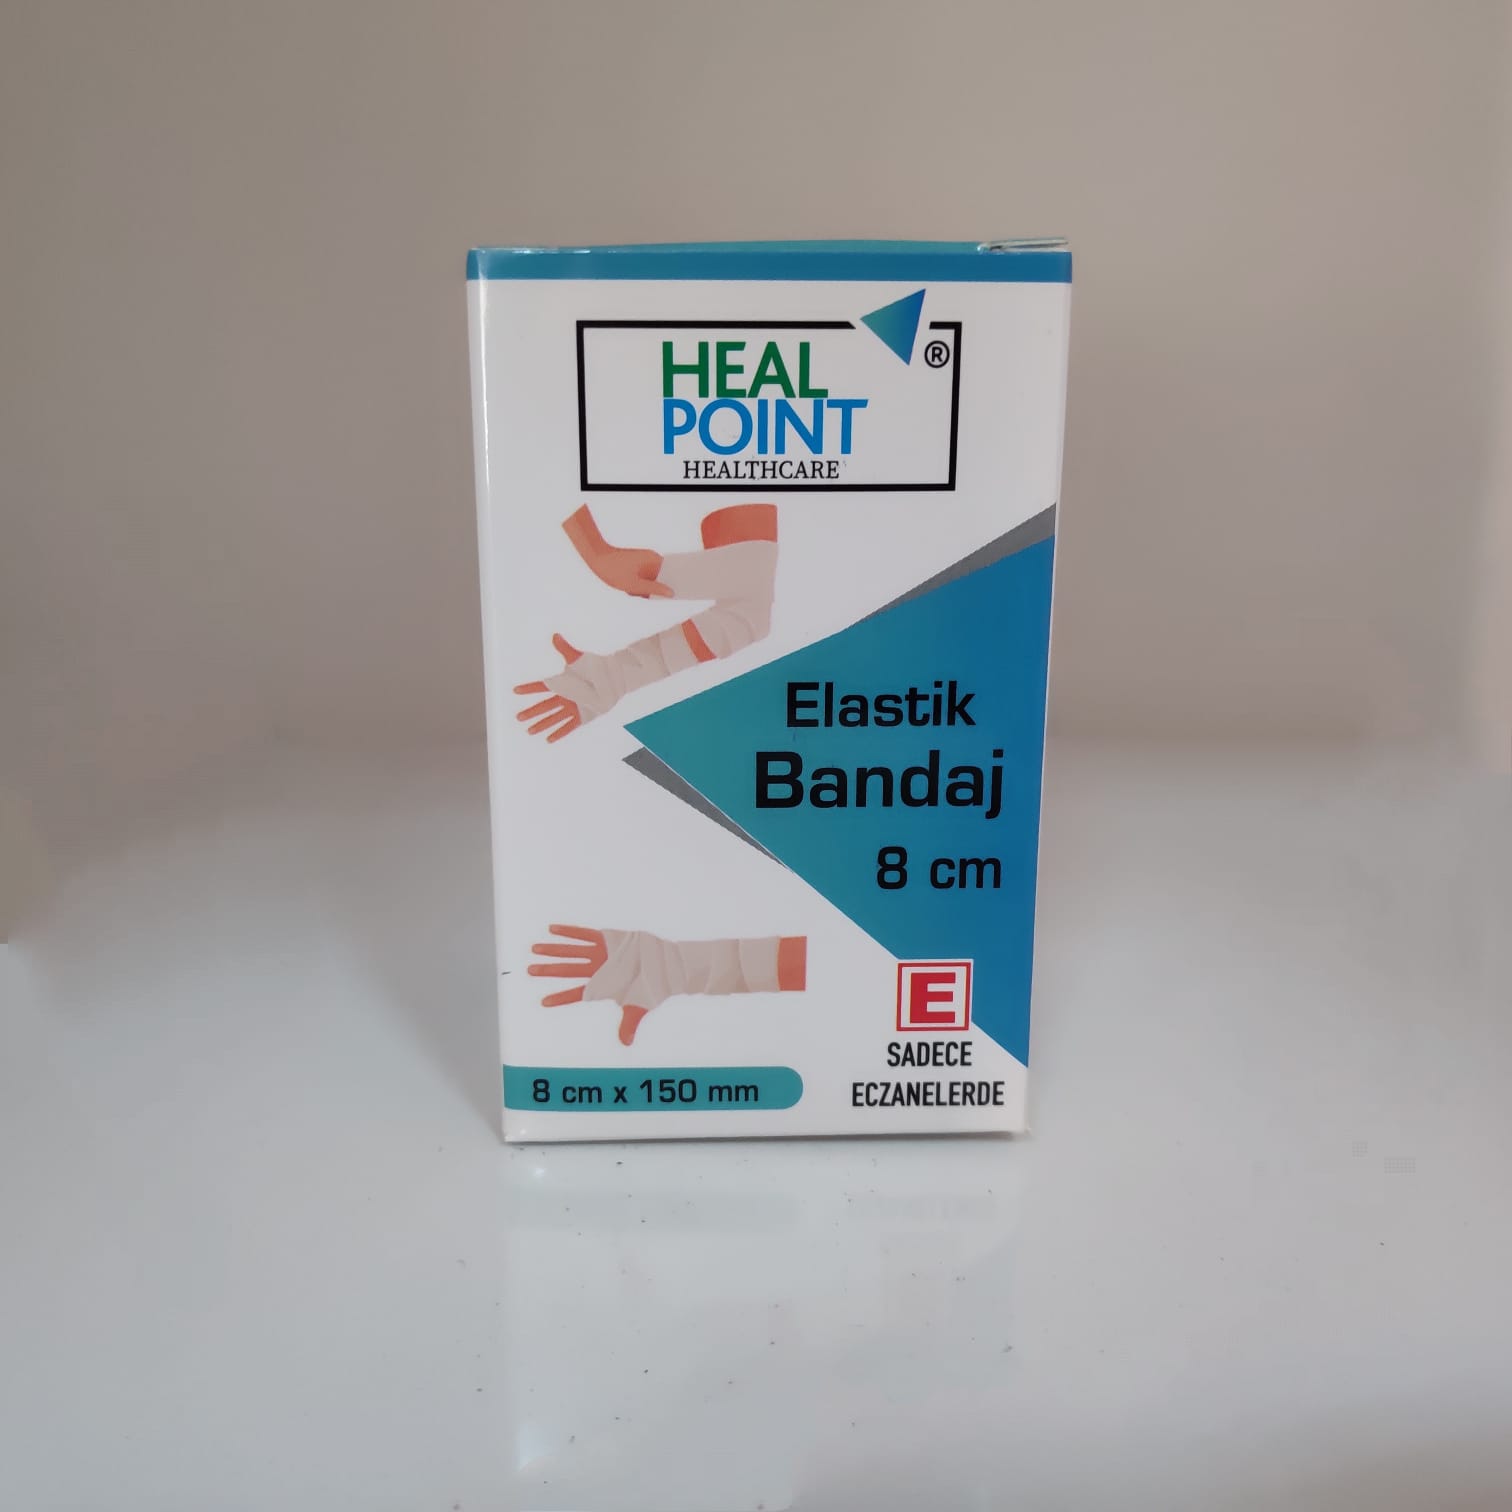 HEAL
POINT
HEALTHCARE
®
Elastik
Bandaj
8 cm
E
SADECE
ECZANELERDE
8 cm x 150 mm